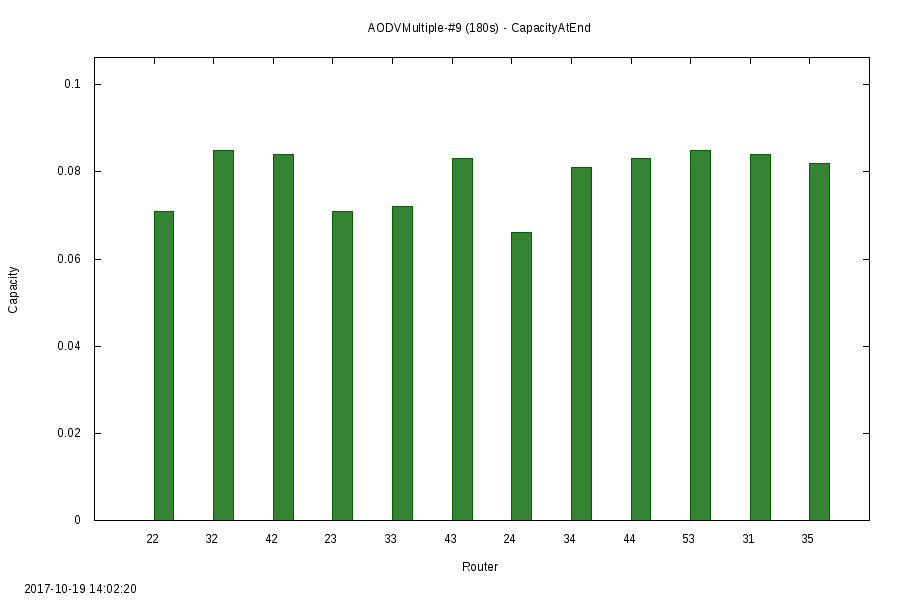 AODVMultiple-#9 (180s) - CapacityAtEnd
0.1
0.08
0.06
0.04
0.02
0
Capacity
22 32 42 23 33 43 24 34 44 53 31 35
Router
2017-10-19 14:02:20